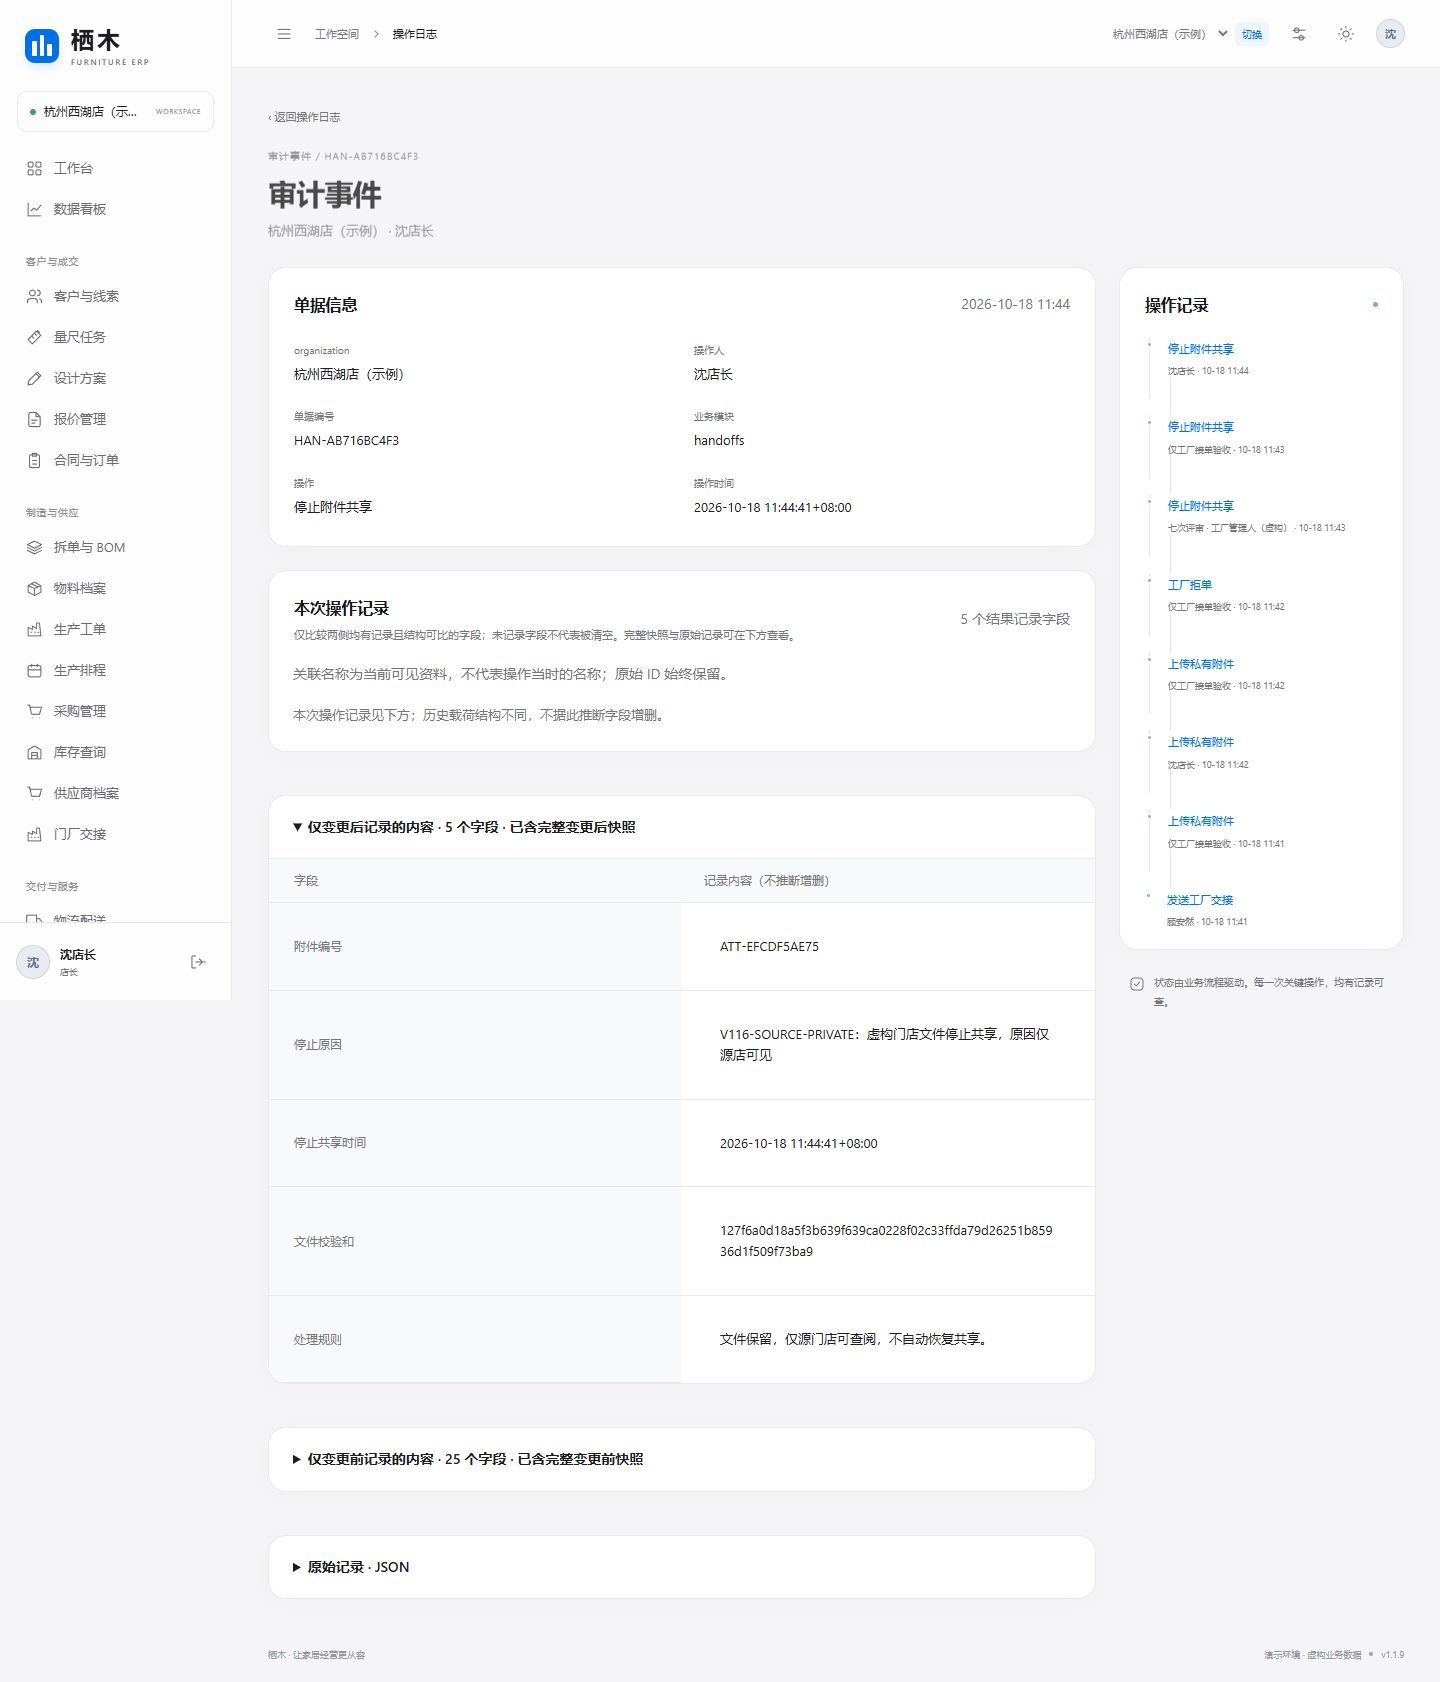 栖木
FURNITURE ERP
杭州西湖店（示... WORKSPACE
工作台
数据看板
客户与成交
客户与线索
量尺任务
设计方案
报价管理
合同与订单
制造与供应
拆单与 BOM
物料档案
生产工单
生产排程
采购管理
库存查询
供应商档案
门厂交接
交付与服务
物流配送
沈 沈店长
店长
工作空间 > 操作日志
杭州西湖店（示例） 切换 沈
‹ 返回操作日志
审计事件 / HAN-AB716BC4F3
审计事件
杭州西湖店（示例） · 沈店长
单据信息 2026-10-18 11:44
organization 操作人
杭州西湖店（示例） 沈店长
单据编号 业务模块
HAN-AB716BC4F3 handoffs
操作 操作时间
停止附件共享 2026-10-18 11:44:41+08:00
本次操作记录
仅比较两侧均有记录且结构可比的字段；未记录字段不代表被清空。完整快照与原始记录可在下方查看。
5 个结果记录字段
关联名称为当前可见资料，不代表操作当时的名称；原始 ID 始终保留。
本次操作记录见下方；历史载荷结构不同，不据此推断字段增删。
▼ 仅变更后记录的内容 · 5 个字段 · 已含完整变更后快照
字段 记录内容（不推断增删）
附件编号 ATT-EFCDF5AE75
停止原因 V116-SOURCE-PRIVATE：虚构门店文件停止共享，原因仅
源店可见
停止共享时间 2026-10-18 11:44:41+08:00
文件校验和 127f6a0d18a5f3b639f639ca0228f02c33ffda79d26251b859
36d1f509f73ba9
处理规则 文件保留，仅源门店可查阅，不自动恢复共享。
▶ 仅变更前记录的内容 · 25 个字段 · 已含完整变更前快照
▶ 原始记录 · JSON
操作记录
停止附件共享
沈店长 · 10-18 11:44
停止附件共享
仅工厂接单验收 · 10-18 11:43
停止附件共享
七次评审 · 工厂管理人（虚构） · 10-18 11:43
工厂拒单
仅工厂接单验收 · 10-18 11:42
上传私有附件
仅工厂接单验收 · 10-18 11:42
上传私有附件
沈店长 · 10-18 11:42
上传私有附件
仅工厂接单验收 · 10-18 11:41
发送工厂交接
顾安然 · 10-18 11:41
状态由业务流程驱动。每一次关键操作，均有记录可
查。
栖木 · 让家居经营更从容
演示环境 · 虚构业务数据 • v1.1.9